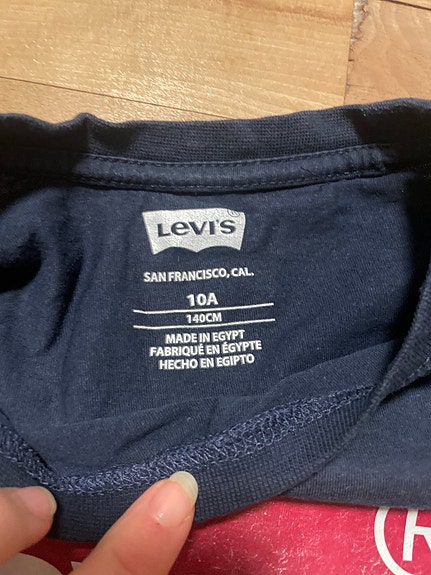 Levi's
®
SAN FRANCISCO, CAL.
10A
140CM
MADE IN EGYPT
FABRIQUÉ EN ÉGYPTE
HECHO EN EGIPTO
®